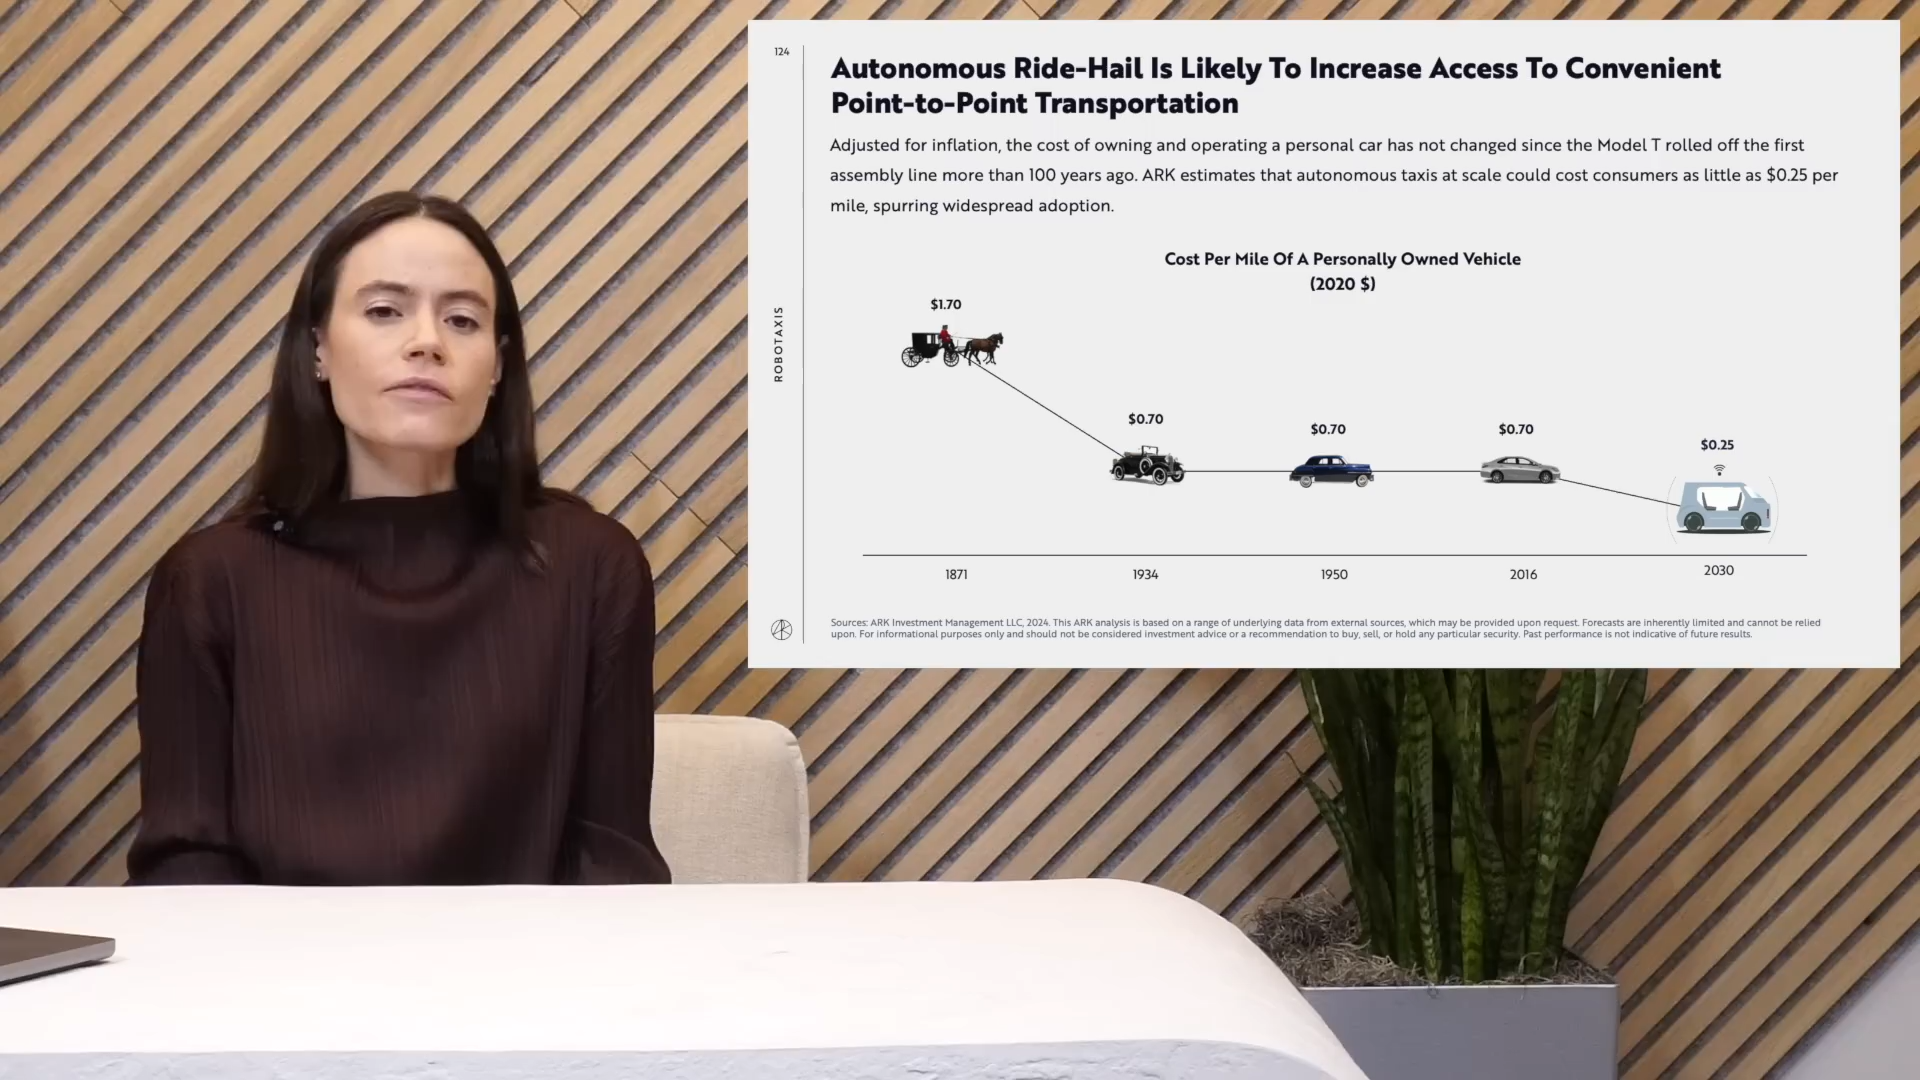 124
Autonomous Ride-Hail Is Likely To Increase Access To Convenient
Point-to-Point Transportation
Adjusted for inflation, the cost of owning and operating a personal car has not changed since the Model T rolled off the first
assembly line more than 100 years ago. ARK estimates that autonomous taxis at scale could cost consumers as little as $0.25 per
mile, spurring widespread adoption.
ROBOTAXIS
Cost Per Mile Of A Personally Owned Vehicle
(2020 $)
$1.70
$0.70
$0.70
$0.70
$0.25
1871
1934
1950
2016
2030
Sources: ARK Investment Management LLC, 2024. This ARK analysis is based on a range of underlying data from external sources, which may be provided upon request. Forecasts are inherently limited and cannot be relied
upon. For informational purposes only and should not be considered investment advice or a recommendation to buy, sell, or hold any particular security. Past performance is not indicative of future results.